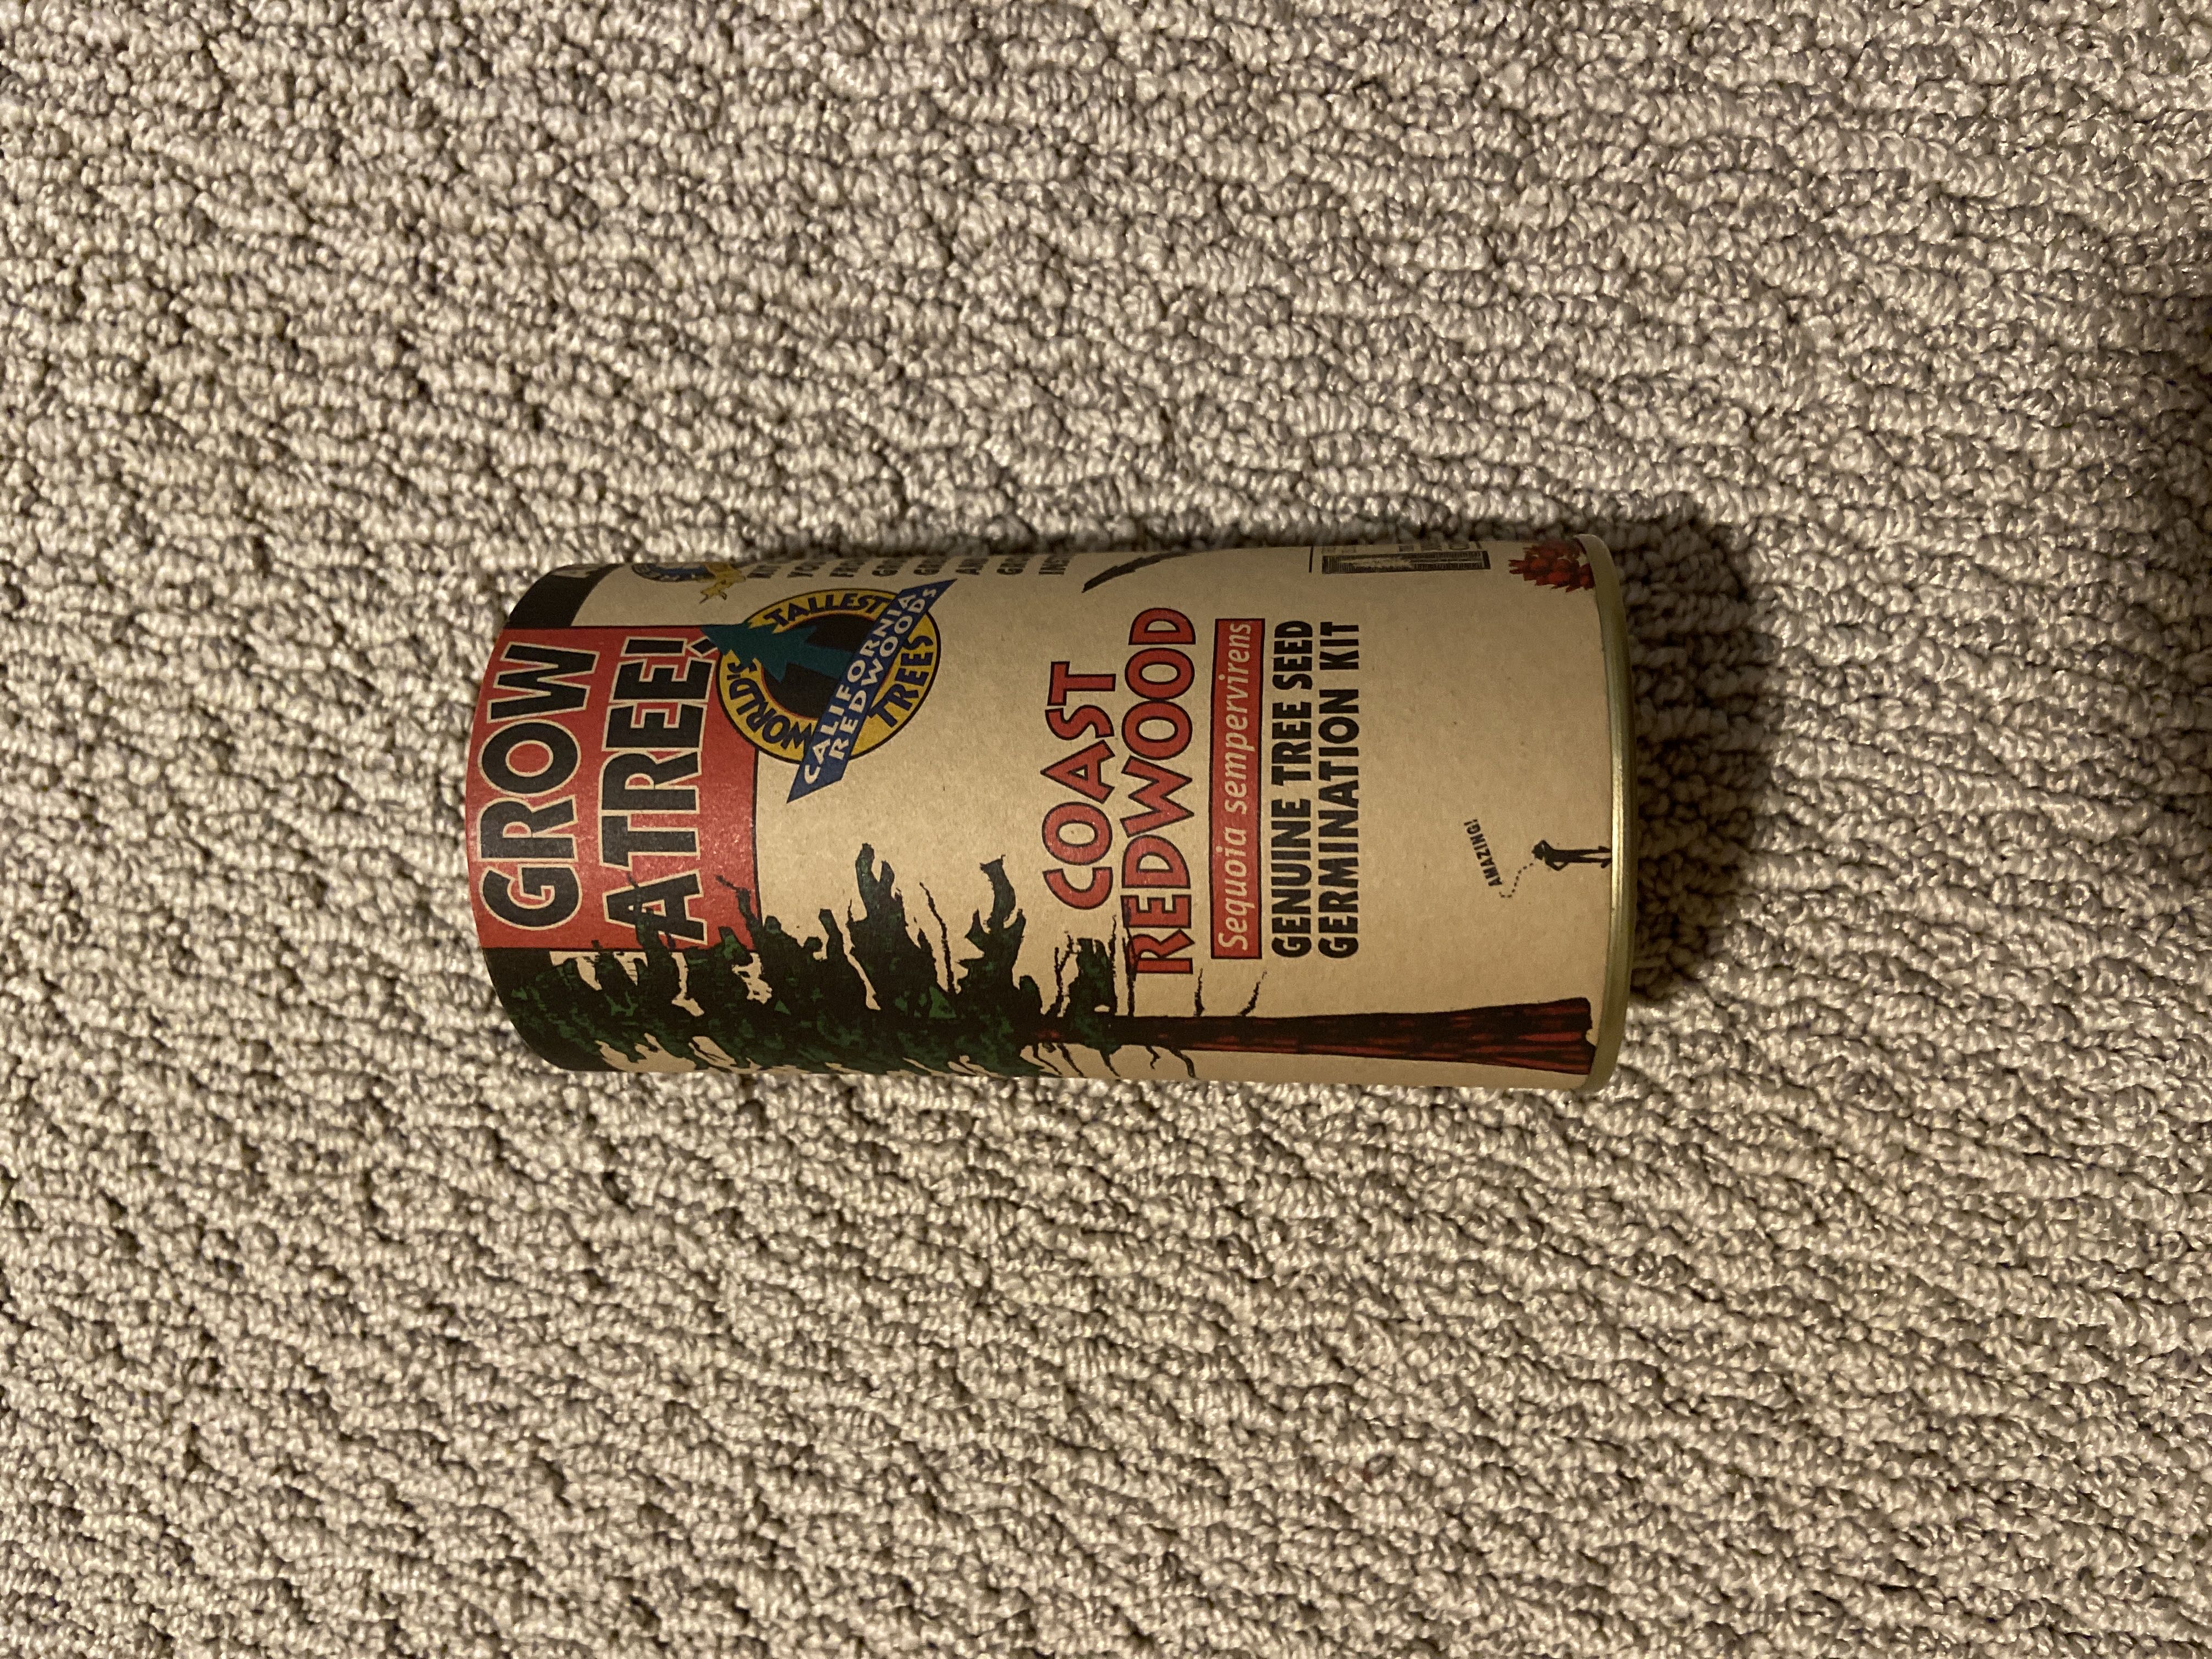 GROW
A TREE!
WORLD'S TALLEST TREES
CALIFORNIA
REDWOODS
COAST
REDWOOD
Sequoia sempervirens
GENUINE TREE SEED
GERMINATION KIT
AMAZING!